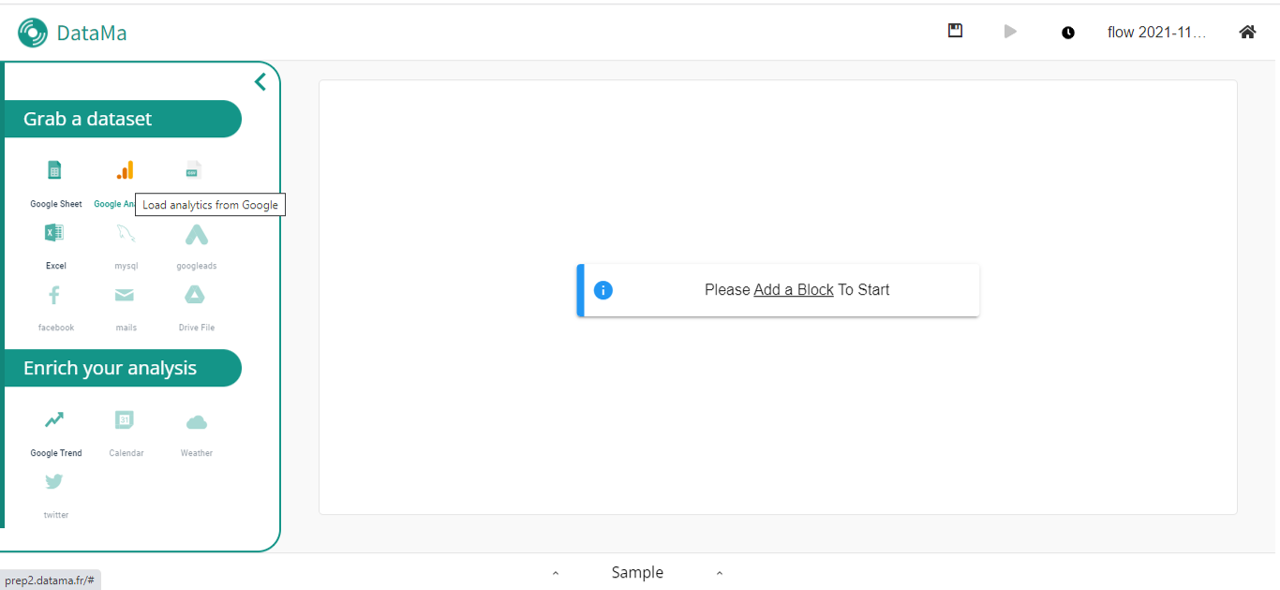 DataMa
flow 2021-11...
Grab a dataset
Google Sheet
Google Ana
Load analytics from Google
Excel
mysql
googleads
facebook
mails
Drive File
Enrich your analysis
Google Trend
Calendar
Weather
twitter
Please Add a Block To Start
Sample
prep2.datama.fr/#